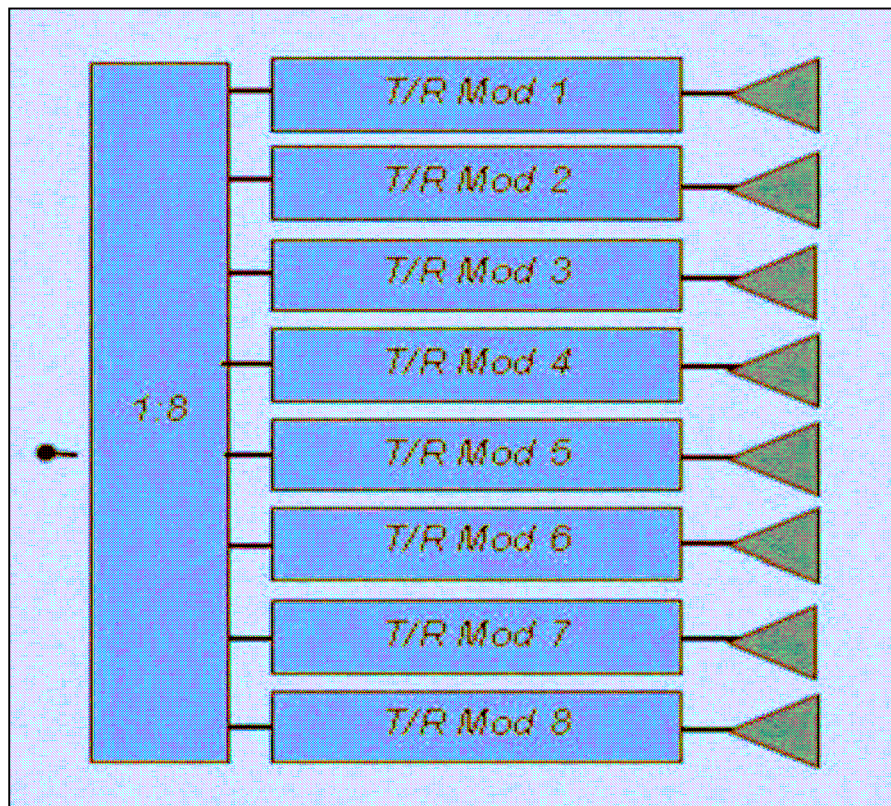 T/R Mod 1
T/R Mod 2
T/R Mod 3
T/R Mod 4
1:8
T/R Mod 5
T/R Mod 6
T/R Mod 7
T/R Mod 8